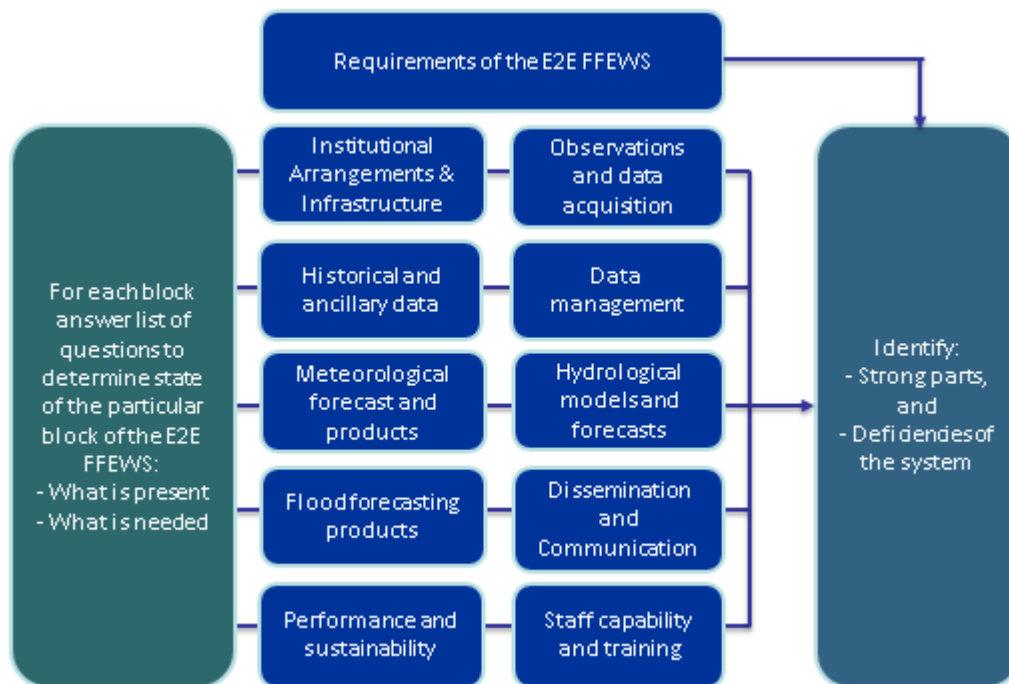 Requirements of the E2E FFEWS
For each block
answer list of
questions to
determine state
of the particular
block of the E2E
FFEWS:
- What is present
- What is needed
Institutional
Arrangements &
Infrastructure
Observations
and data
acquisition
Historical and
ancillary data
Data
management
Meteorological
forecast and
products
Hydrological
models and
forecasts
Flood forecasting
products
Dissemination
and
Communication
Performance and
sustainability
Staff capability
and training
Identify:
- Strong parts,
and
- Deficiencies of
the system